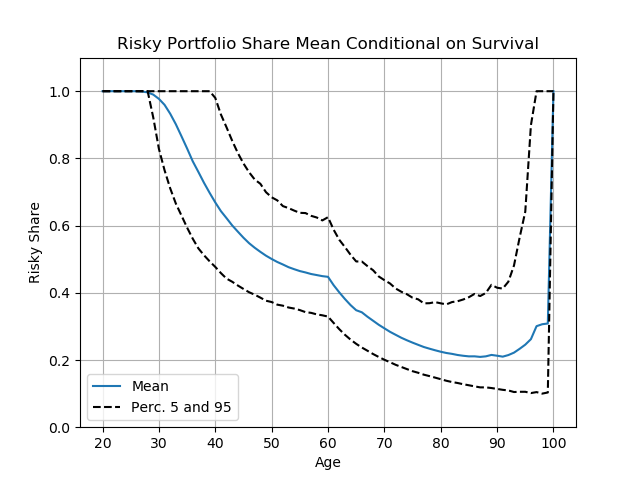 Risky Portfolio Share Mean Conditional on Survival
Risky Share
1.0
0.8
0.6
0.4
0.2
0.0
Mean
Perc. 5 and 95
20 30 40 50 60 70 80 90 100
Age